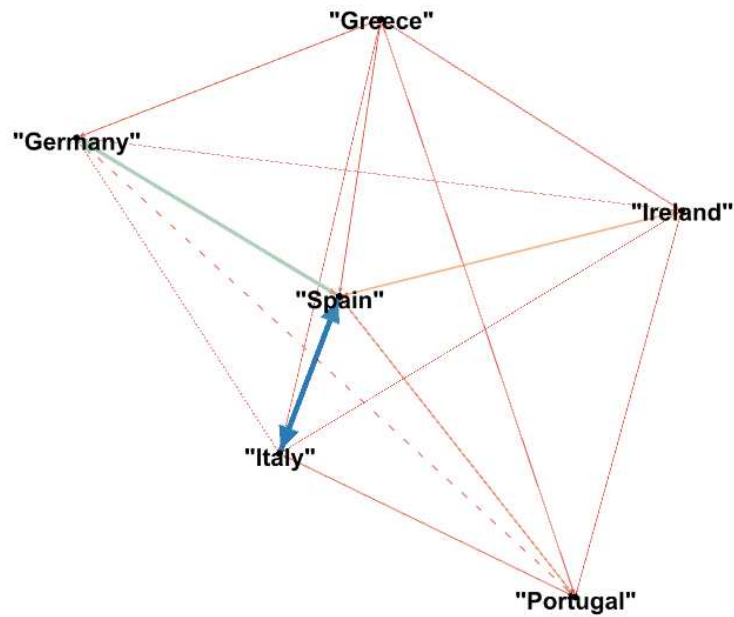 "Greece"
"Germany"
"Ireland"
"Spain"
"Italy"
"Portugal"